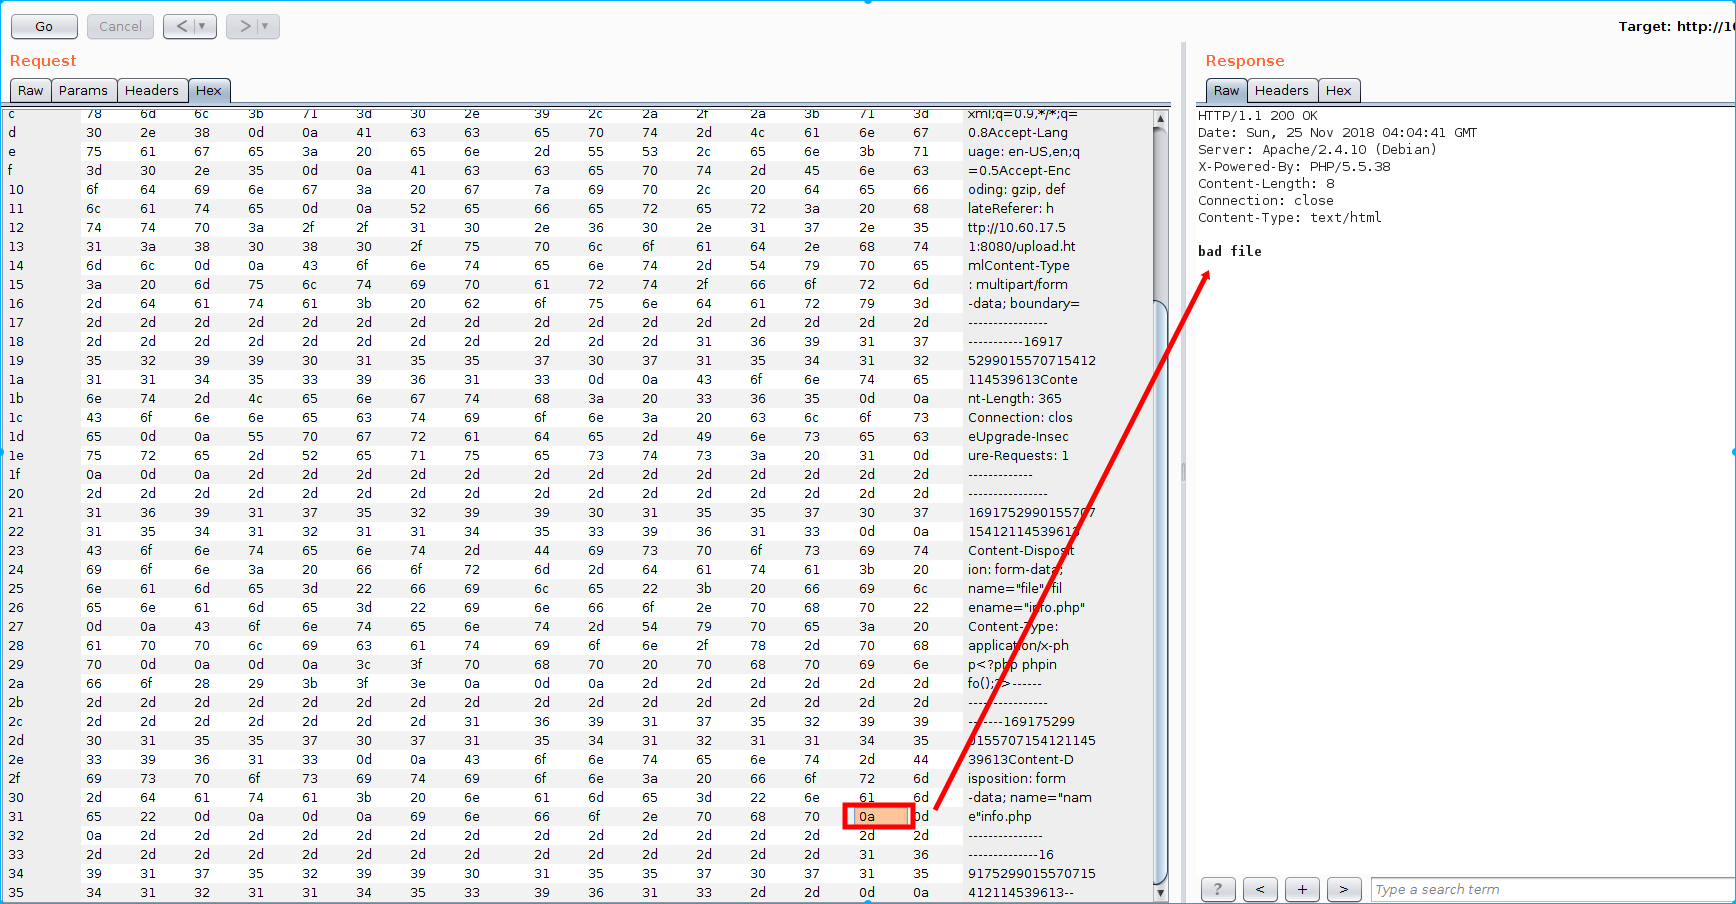 Go Cancel < ▼ > ▼ Target: http://10
Request
Raw Params Headers Hex
c 78 6d 6c 3b 71 3d 30 2e 39 2c 2a 2f 2a 3b 71 3d xml;q=0.9,*/*;q=
d 30 2e 38 0d 0a 41 63 63 65 70 74 2d 4c 61 6e 67 0.8Accept-Lang
e 75 61 67 65 3a 20 65 6e 2d 55 53 2c 65 6e 3b 71 uage: en-US,en;q
f 3d 30 2e 35 0d 0a 41 63 63 65 70 74 2d 45 6e 63 =0.5Accept-Enc
10 6f 64 69 6e 67 3a 20 67 7a 69 70 2c 20 64 65 66 oding: gzip, def
11 6c 61 74 65 0d 0a 52 65 66 65 72 65 72 3a 20 68 lateReferer: h
12 74 74 70 3a 2f 2f 31 30 2e 36 30 2e 31 37 2e 35 ttp://10.60.17.5
13 31 3a 38 30 38 30 2f 75 70 6c 6f 61 64 2e 68 74 1:8080/upload.ht
14 6d 6c 0d 0a 43 6f 6e 74 65 6e 74 2d 54 79 70 65 mlContent-Type
15 3a 20 6d 75 6c 74 69 70 61 72 74 2f 66 6f 72 6d : multipart/form
16 2d 64 61 74 61 3b 20 62 6f 75 6e 64 61 72 79 3d -data; boundary=
17 2d 2d 2d 2d 2d 2d 2d 2d 2d 2d 2d 2d 2d 2d 2d 2d ----------------
18 2d 2d 2d 2d 2d 2d 2d 2d 2d 2d 2d 31 36 39 31 37 -----------16917
19 35 32 39 39 30 31 35 35 37 30 37 31 35 34 31 32 5299015570715412
1a 31 31 34 35 33 39 36 31 33 0d 0a 43 6f 6e 74 65 114539613Conte
1b 6e 74 2d 4c 65 6e 67 74 68 3a 20 33 36 35 0d 0a nt-Length: 365
1c 43 6f 6e 6e 65 63 74 69 6f 6e 3a 20 63 6c 6f 73 Connection: clos
1d 65 0d 0a 55 70 67 72 61 64 65 2d 49 6e 73 65 63 eUpgrade-Insec
1e 75 72 65 2d 52 65 71 75 65 73 74 73 3a 20 31 0d ure-Requests: 1
1f 0a 0d 0a 2d 2d 2d 2d 2d 2d 2d 2d 2d 2d 2d 2d 2d -------------
20 2d 2d 2d 2d 2d 2d 2d 2d 2d 2d 2d 2d 2d 2d 2d 2d ----------------
21 31 36 39 31 37 35 32 39 39 30 31 35 35 37 30 37 1691752990155707
22 31 35 34 31 32 31 31 34 35 33 39 36 31 33 0d 0a 15412114539613
23 43 6f 6e 74 65 6e 74 2d 44 69 73 70 6f 73 69 74 Content-Disposit
24 69 6f 6e 3a 20 66 6f 72 6d 2d 64 61 74 61 3b 20 ion: form-data;
25 6e 61 6d 65 3d 22 66 69 6c 65 22 3b 20 66 69 6c name="file"; fil
26 65 6e 61 6d 65 3d 22 69 6e 66 6f 2e 70 68 70 22 ename="info.php"
27 0d 0a 43 6f 6e 74 65 6e 74 2d 54 79 70 65 3a 20 Content-Type:
28 61 70 70 6c 69 63 61 74 69 6f 6e 2f 78 2d 70 68 application/x-ph
29 70 0d 0a 0d 0a 3c 3f 70 68 70 20 70 68 70 69 6e p<?php phpin
2a 66 6f 28 29 3b 3f 3e 0a 0d 0a 2d 2d 2d 2d 2d 2d fo();?>------
2b 2d 2d 2d 2d 2d 2d 2d 2d 2d 2d 2d 2d 2d 2d 2d 2d ----------------
2c 2d 2d 2d 2d 2d 2d 2d 31 36 39 31 37 35 32 39 39 -------169175299
2d 30 31 35 35 37 30 37 31 35 34 31 32 31 31 34 35 0155707154121145
2e 33 39 36 31 33 0d 0a 43 6f 6e 74 65 6e 74 2d 44 39613Content-D
2f 69 73 70 6f 73 69 74 69 6f 6e 3a 20 66 6f 72 6d isposition: form
30 2d 64 61 74 61 3b 20 6e 61 6d 65 3d 22 6e 61 6d -data; name="nam
31 65 22 0d 0a 0d 0a 69 6e 66 6f 2e 70 68 70 0a 0d e"info.php
32 0a 2d 2d 2d 2d 2d 2d 2d 2d 2d 2d 2d 2d 2d 2d 2d ---------------
33 2d 2d 2d 2d 2d 2d 2d 2d 2d 2d 2d 2d 2d 2d 31 36 --------------16
34 39 31 37 35 32 39 39 30 31 35 35 37 30 37 31 35 9175299015570715
35 34 31 32 31 31 34 35 33 39 36 31 33 2d 2d 0d 0a 412114539613--
Response
Raw Headers Hex
HTTP/1.1 200 OK
Date: Sun, 25 Nov 2018 04:04:41 GMT
Server: Apache/2.4.10 (Debian)
X-Powered-By: PHP/5.5.38
Content-Length: 8
Connection: close
Content-Type: text/html
bad file
? < + > Type a search term